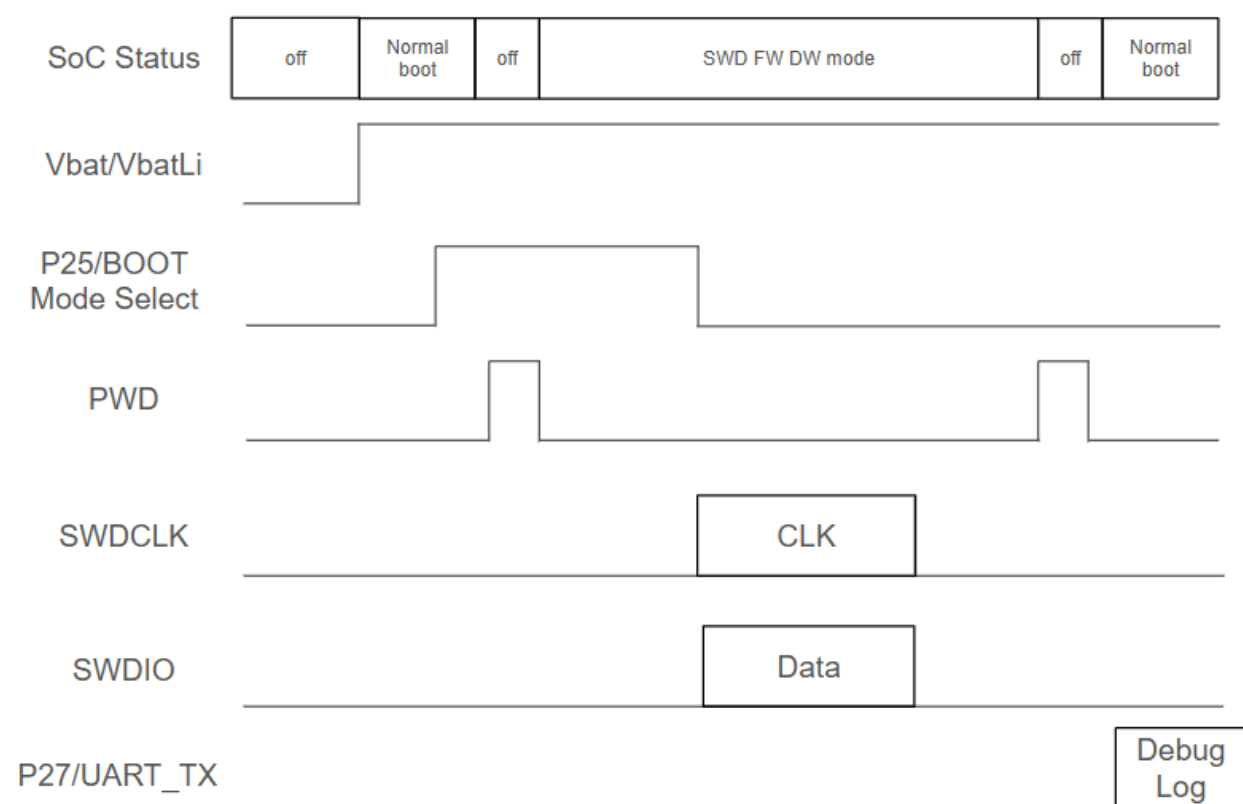 SoC Status
off
Normal
boot
off
SWD FW DW mode
off
Normal
boot
Vbat/VbatLi
P25/BOOT
Mode Select
PWD
SWDCLK
CLK
SWDIO
Data
P27/UART_TX
Debug
Log